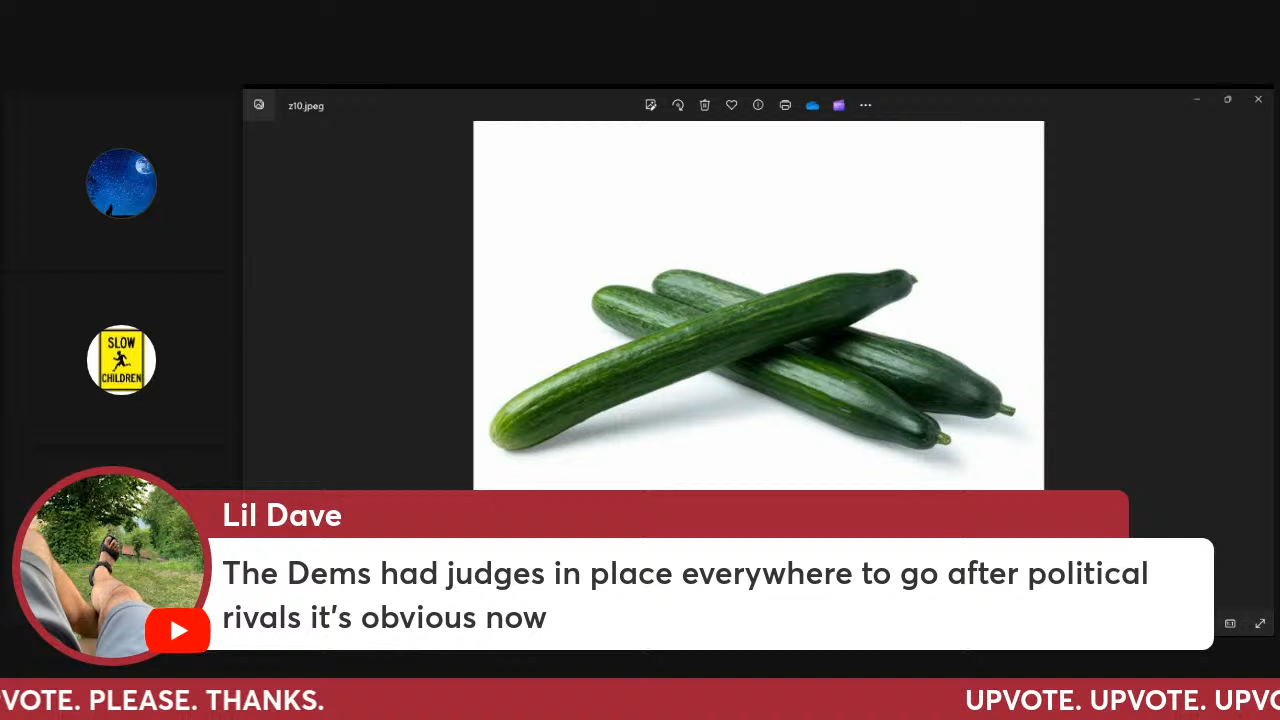 z10.jpeg
SLOW
CHILDREN
Lil Dave
The Dems had judges in place everywhere to go after political
rivals it's obvious now
VOTE. PLEASE. THANKS.
UPVOTE. UPVOTE. UPVO